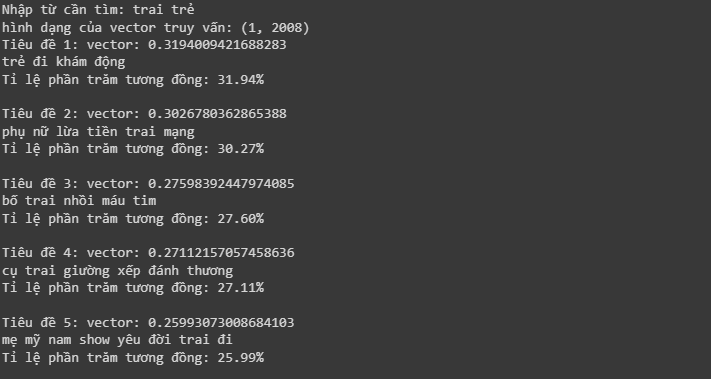 Nhập từ cần tìm: trai trẻ
hình dạng của vector truy vấn: (1, 2008)
Tiêu đề 1: vector: 0.3194009421688283
trẻ đi khám động
Tỉ lệ phần trăm tương đồng: 31.94%
Tiêu đề 2: vector: 0.3026780362865388
phụ nữ lừa tiền trai mạng
Tỉ lệ phần trăm tương đồng: 30.27%
Tiêu đề 3: vector: 0.27598392447974085
bố trai nhồi máu tim
Tỉ lệ phần trăm tương đồng: 27.60%
Tiêu đề 4: vector: 0.27112157057458636
cụ trai giường xếp đánh thương
Tỉ lệ phần trăm tương đồng: 27.11%
Tiêu đề 5: vector: 0.25993073008684103
mẹ mỹ nam show yêu đời trai đi
Tỉ lệ phần trăm tương đồng: 25.99%